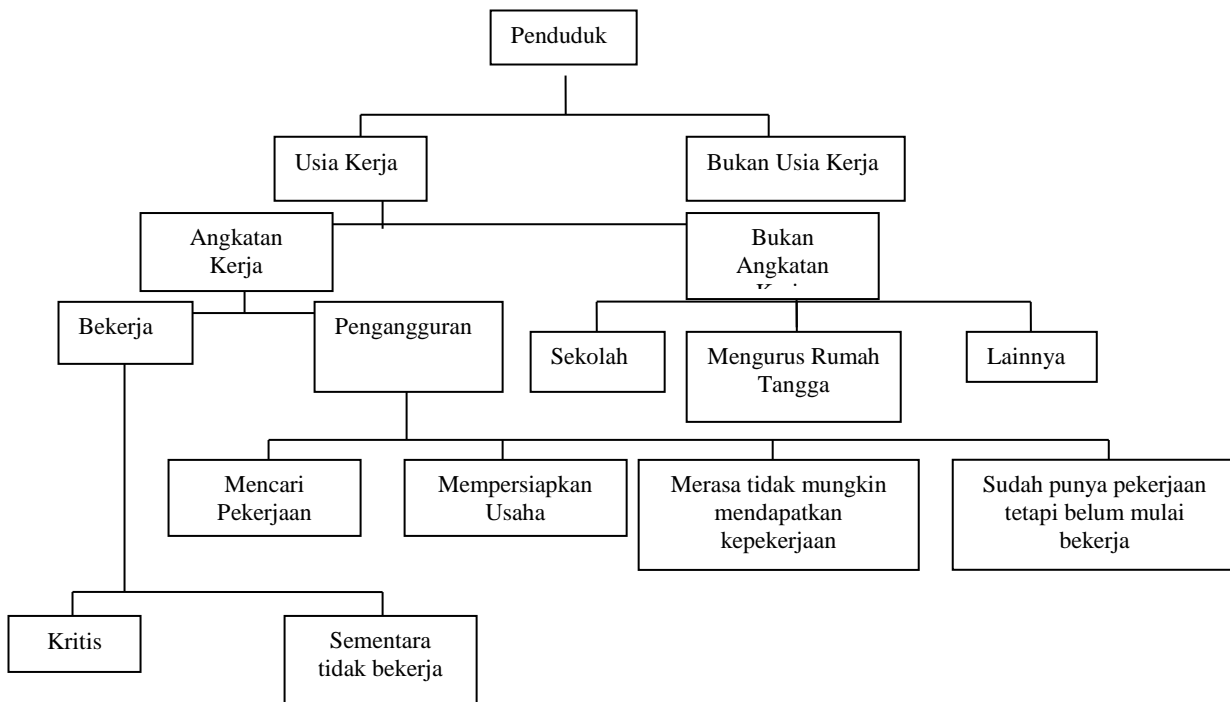 Penduduk
Usia Kerja
Bukan Usia Kerja
Angkatan
Kerja
Bukan
Angkatan
Bekerja
Pengangguran
Sekolah
Mengurus Rumah
Tangga
Lainnya
Mencari
Pekerjaan
Mempersiapkan
Usaha
Merasa tidak mungkin
mendapatkan
kepekerjaan
Sudah punya pekerjaan
tetapi belum mulai
bekerja
Kritis
Sementara
tidak bekerja